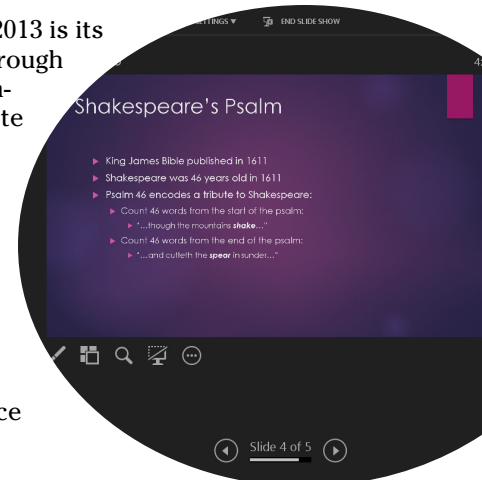 2013 is its
rough
ce
END SLIDE SHOW
Shakespeare's Psalm
King James Bible published in 1611
Shakespeare was 46 years old in 1611
Psalm 46 encodes a tribute to Shakespeare:
Count 46 words from the start of the psalm:
"...though the mountains shake..."
Count 46 words from the end of the psalm:
"...and cutteth the spear in sunder..."
Slide 4 of 5